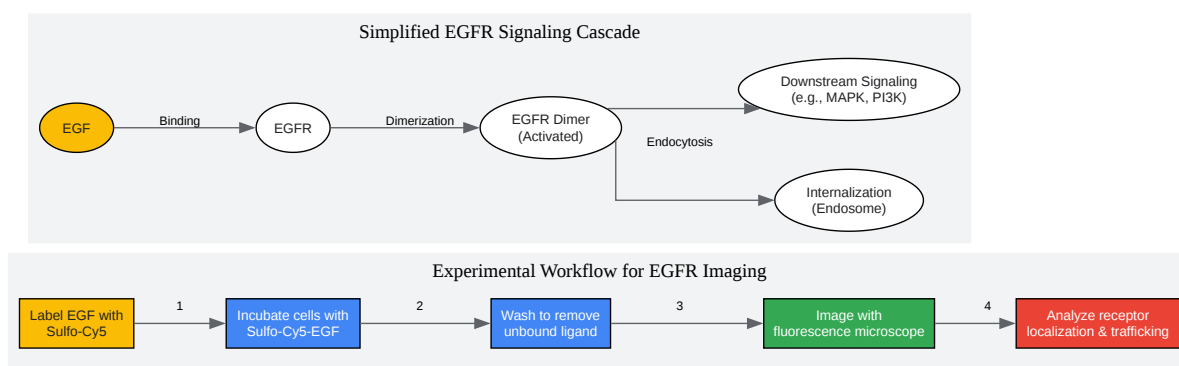 Simplified EGFR Signaling Cascade
EGF
Binding
EGFR
Dimerization
EGFR Dimer
(Activated)
Downstream Signaling
(e.g., MAPK, PI3K)
Endocytosis
Internalization
(Endosome)
Experimental Workflow for EGFR Imaging
Label EGF with
Sulfo-Cy5
1
Incubate cells with
Sulfo-Cy5-EGF
2
Wash to remove
unbound ligand
3
Image with
fluorescence microscope
4
Analyze receptor
localization & trafficking